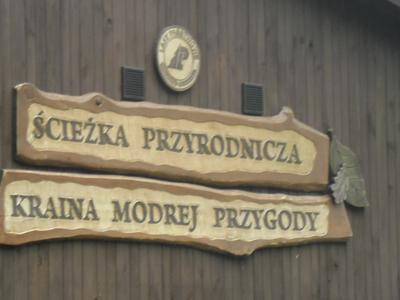 ŚCIEŻKA PRZYRODNICZA
KRAINA MODREJ PRZYGODY